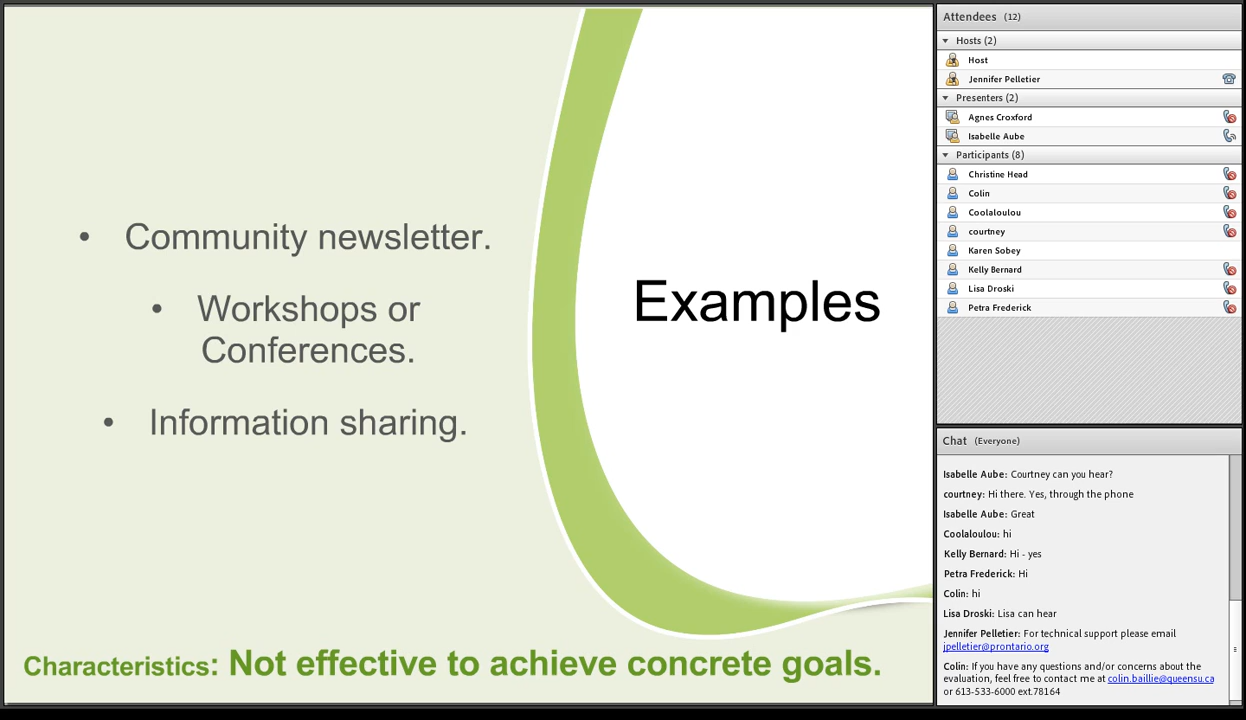 • Community newsletter.
• Workshops or
Conferences.
• Information sharing.
Examples
Characteristics: Not effective to achieve concrete goals.
Attendees (12)
Hosts (2)
Host
Jennifer Pelletier
Presenters (2)
Agnes Croxford
Isabelle Aube
Participants (8)
Christine Head
Colin
Coolaloulou
courtney
Karen Sobey
Kelly Bernard
Lisa Droski
Petra Frederick
Chat (Everyone)
Isabelle Aube: Courtney can you hear?
courtney: Hi there. Yes, through the phone
Isabelle Aube: Great
Coolaloulou: hi
Kelly Bernard: Hi - yes
Petra Frederick: Hi
Colin: hi
Lisa Droski: Lisa can hear
Jennifer Pelletier: For technical support please email
jpelletier@prontario.org
Colin: If you have any questions and/or concerns about the
evaluation, feel free to contact me at colin.baillie@queensu.ca
or 613-533-6000 ext.78164